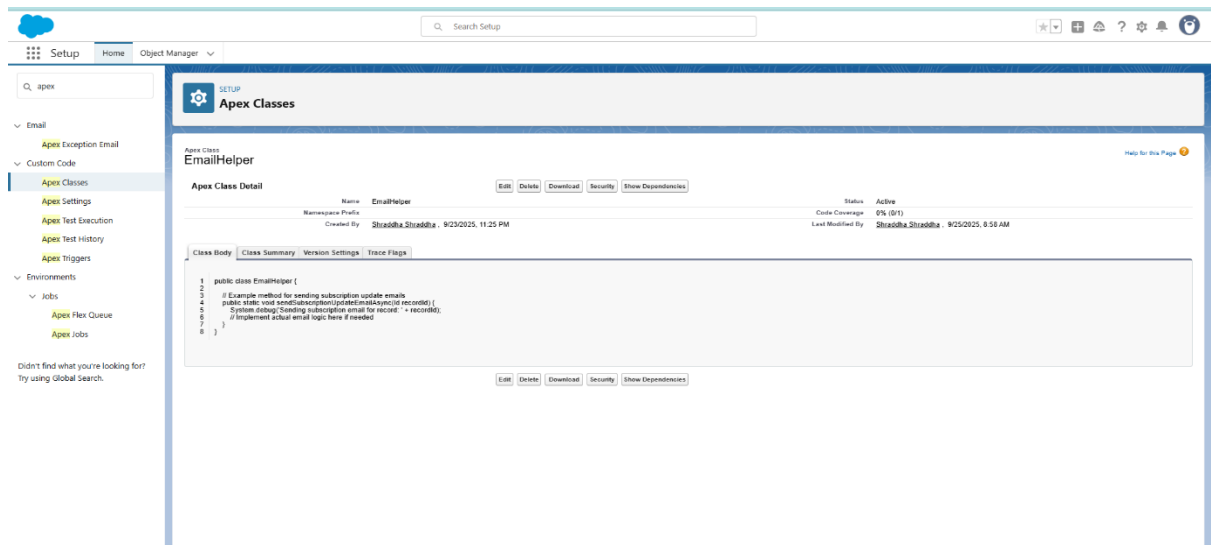 Search Setup
Setup
Home
Object Manager
apex
Email
Apex Exception Email
Custom Code
Apex Classes
Apex Settings
Apex Test Execution
Apex Test History
Apex Triggers
Environments
Jobs
Apex Flex Queue
Apex Jobs
Didn't find what you're looking for?
Try using Global Search.
SETUP
Apex Classes
Apex Class
EmailHelper
Help for this Page
Apex Class Detail
Edit Delete Download Security Show Dependencies
Name EmailHelper Status Active
Namespace Prefix Code Coverage 0% (0/1)
Created By Shraddha Shraddha , 9/23/2025, 11:25 PM Last Modified By Shraddha Shraddha , 9/25/2025, 8:58 AM
Class Body Class Summary Version Settings Trace Flags
1 public class EmailHelper {
2
3 // Example method for sending subscription update emails
4 public static void sendSubscriptionUpdateEmailAsync(Id recordId) {
5 System.debug('Sending subscription email for record: ' + recordId);
6 // Implement actual email logic here if needed
7 }
8 }
Edit Delete Download Security Show Dependencies